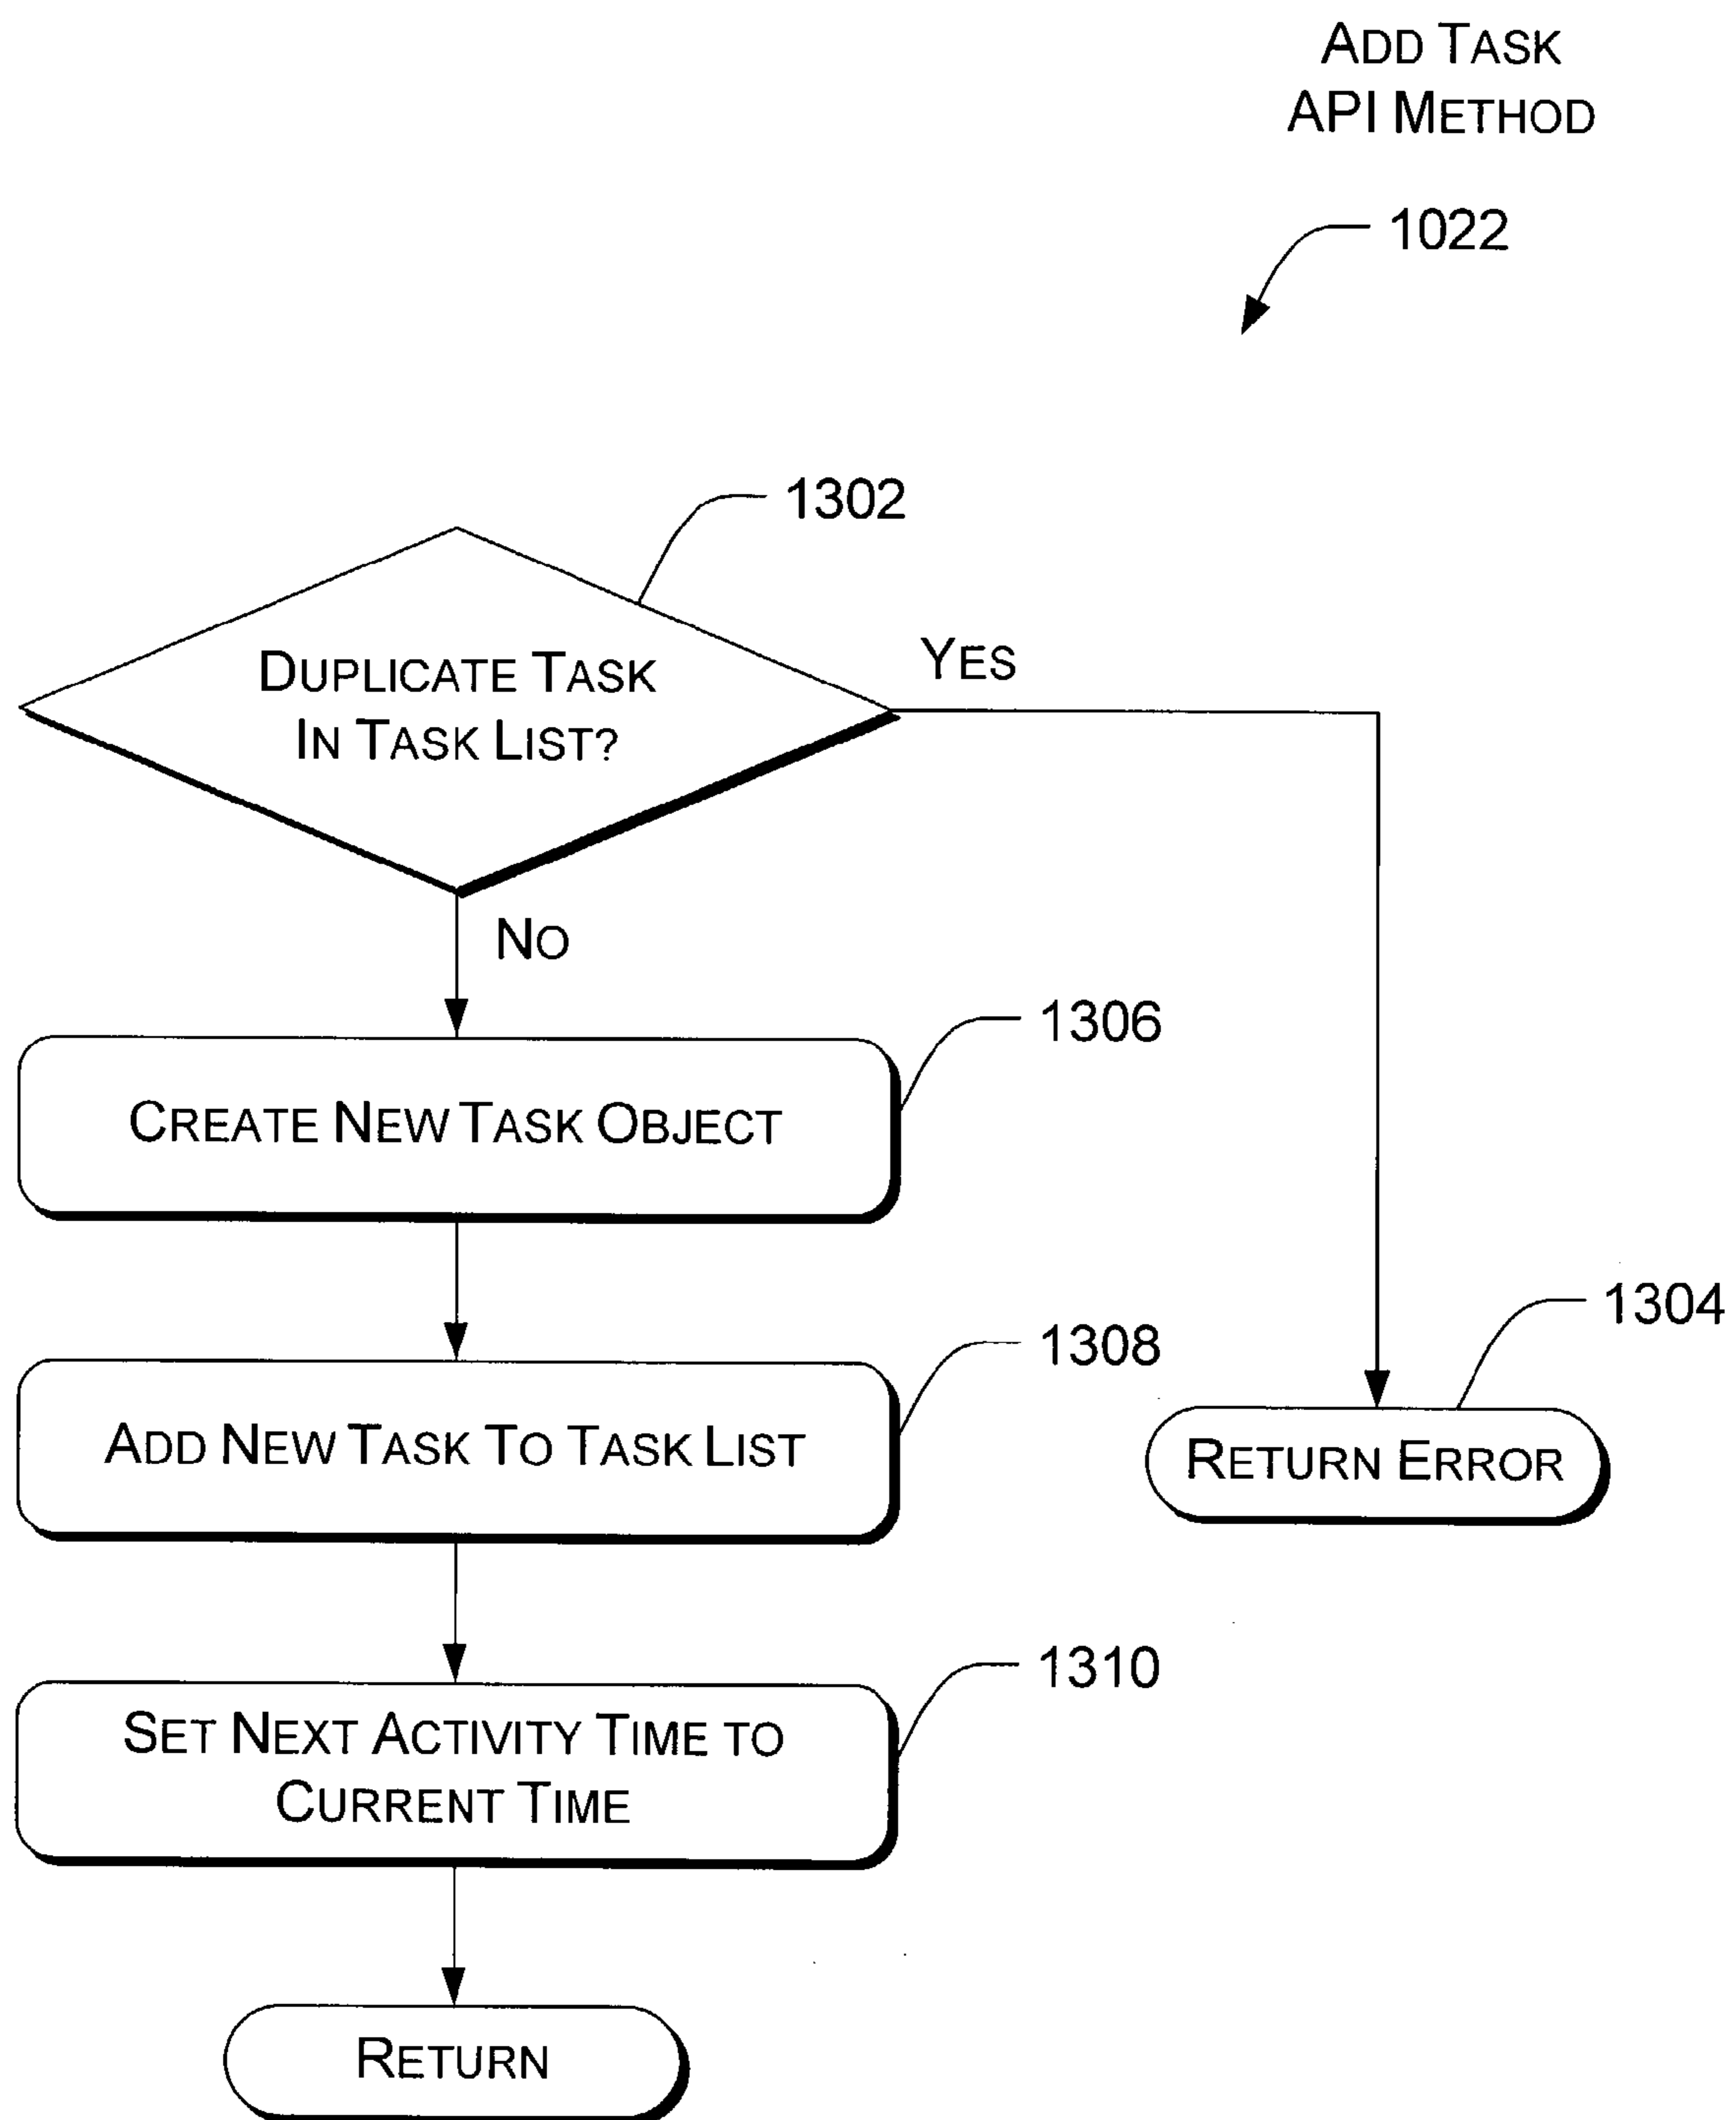 ADD TASK
API METHOD
1022
1302
DUPLICATE TASK
IN TASK LIST?
YES
NO
1306
CREATE NEW TASK OBJECT
1304
1308
ADD NEW TASK TO TASK LIST
RETURN ERROR
1310
SET NEXT ACTIVITY TIME TO
CURRENT TIME
RETURN